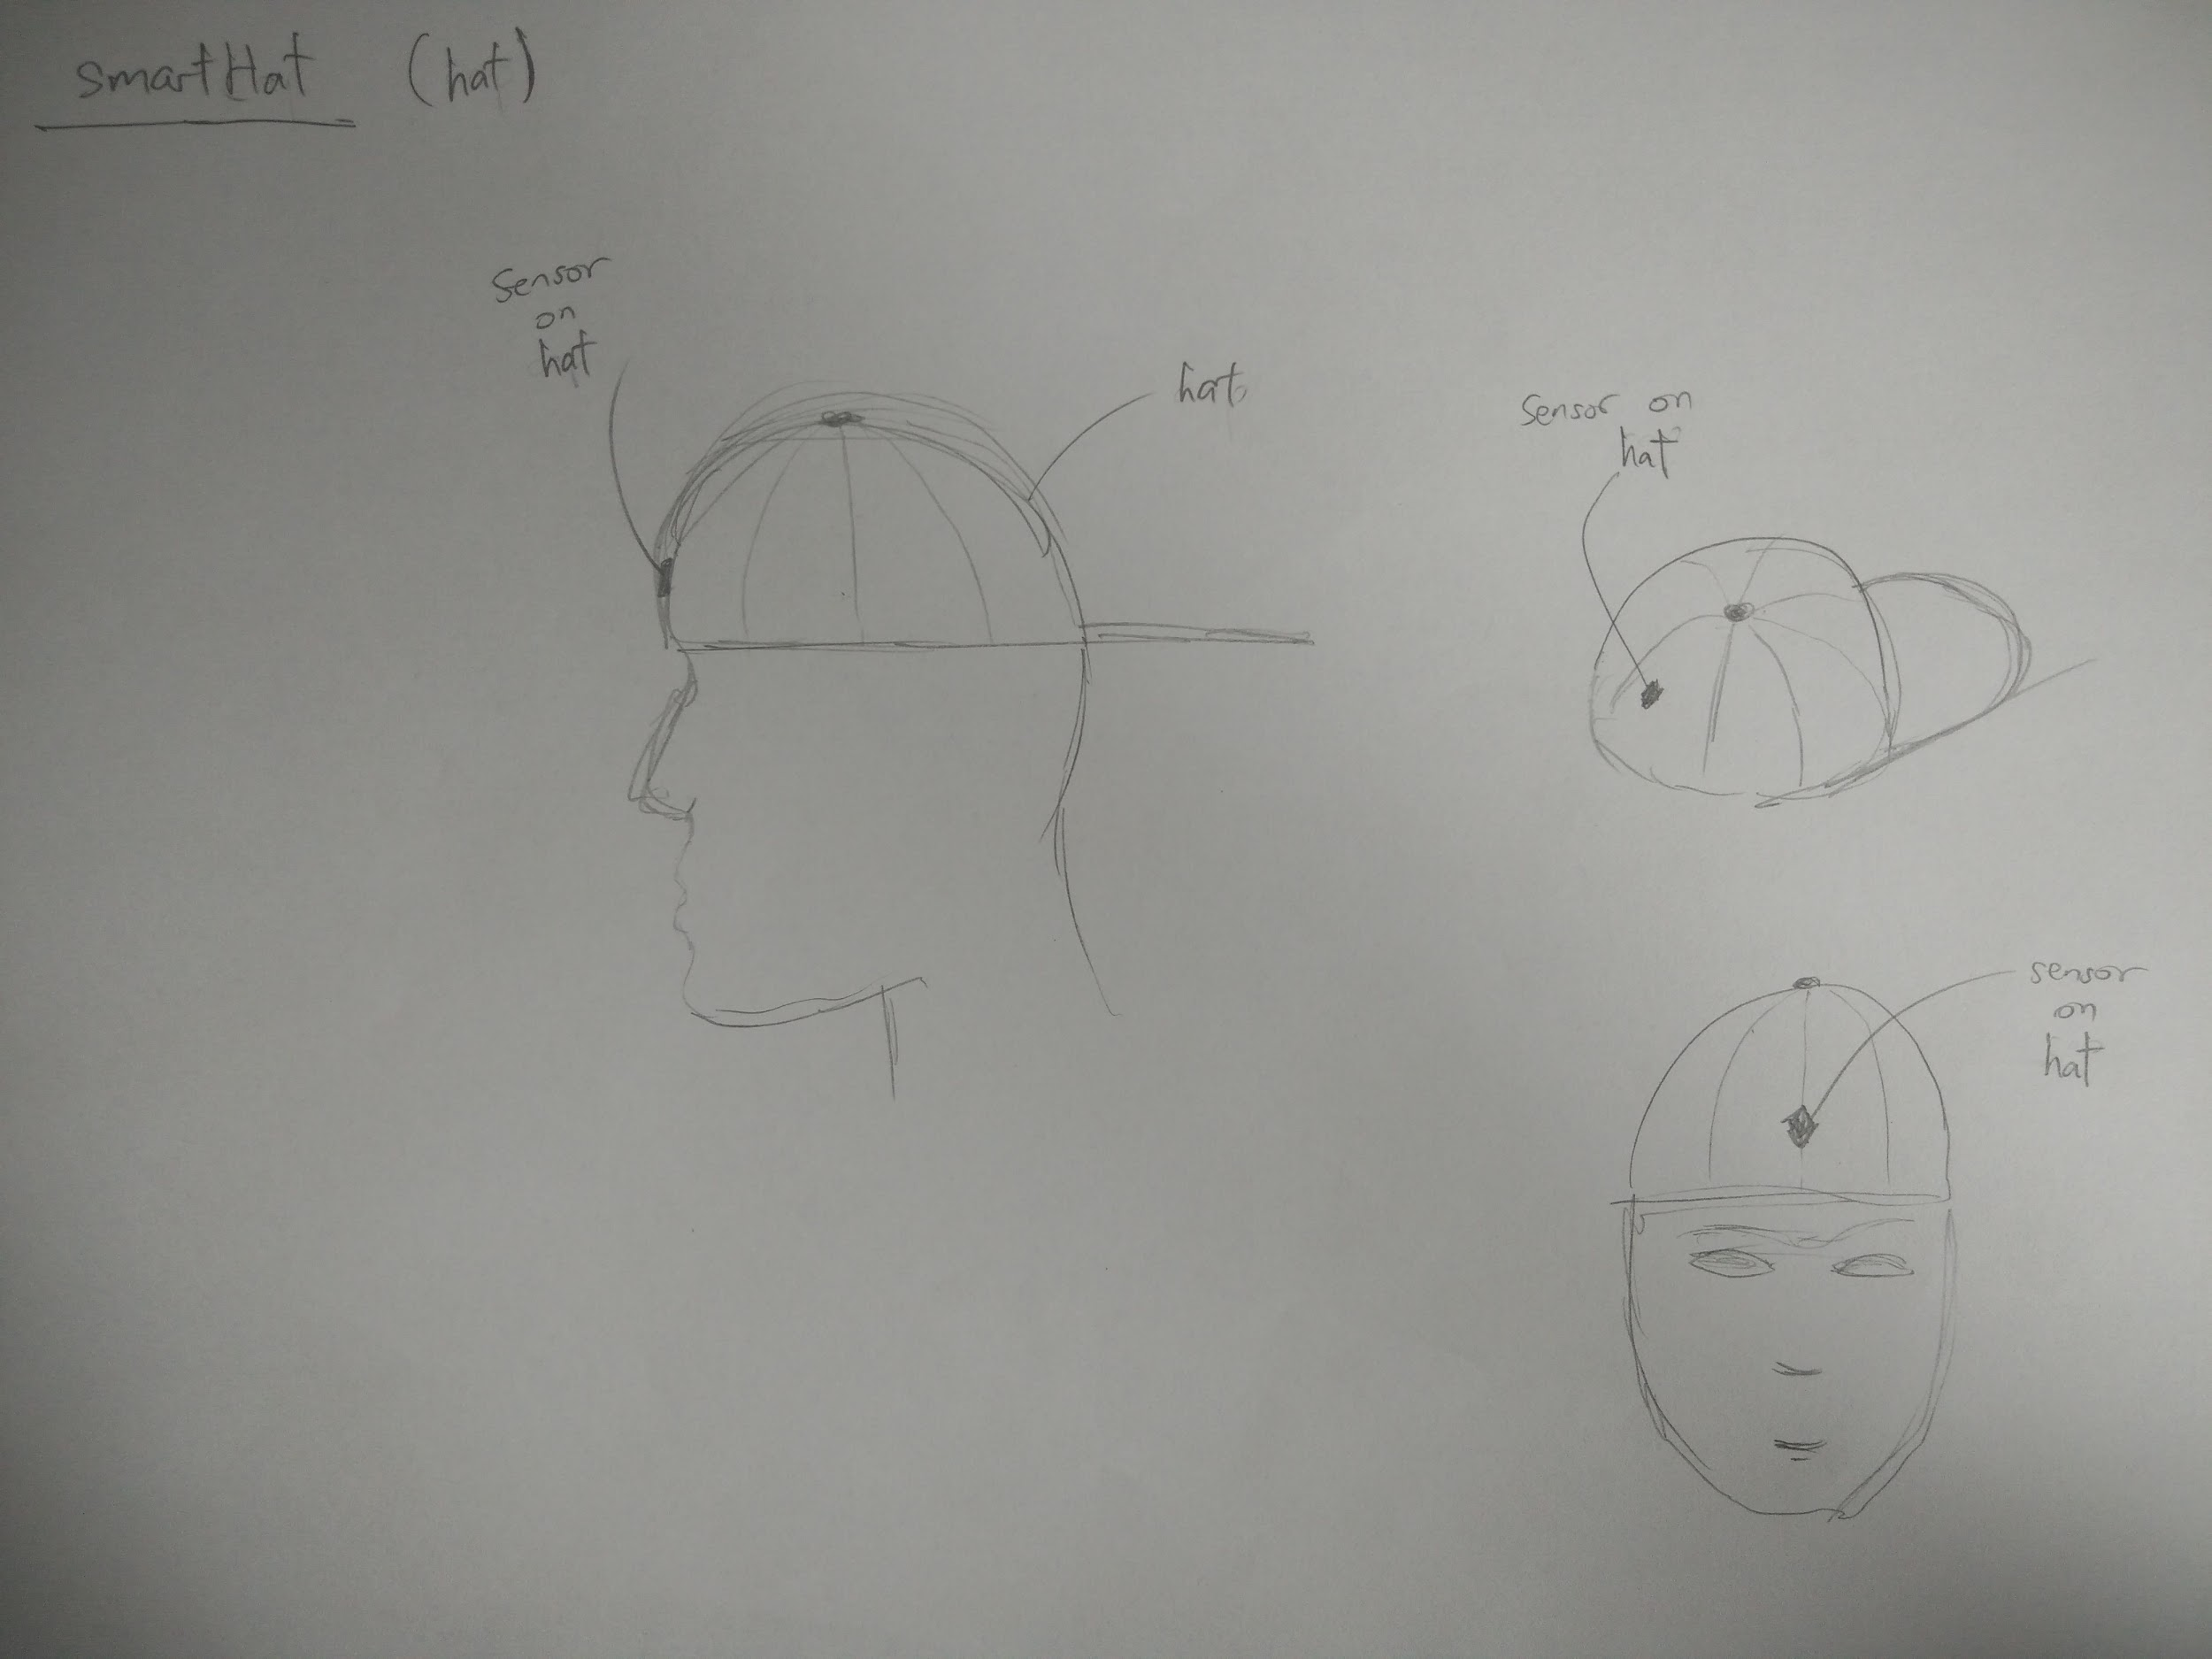 smartHat (hat)
Sensor
on
hat
hat
Sensor on
hat
sensor
on
hat